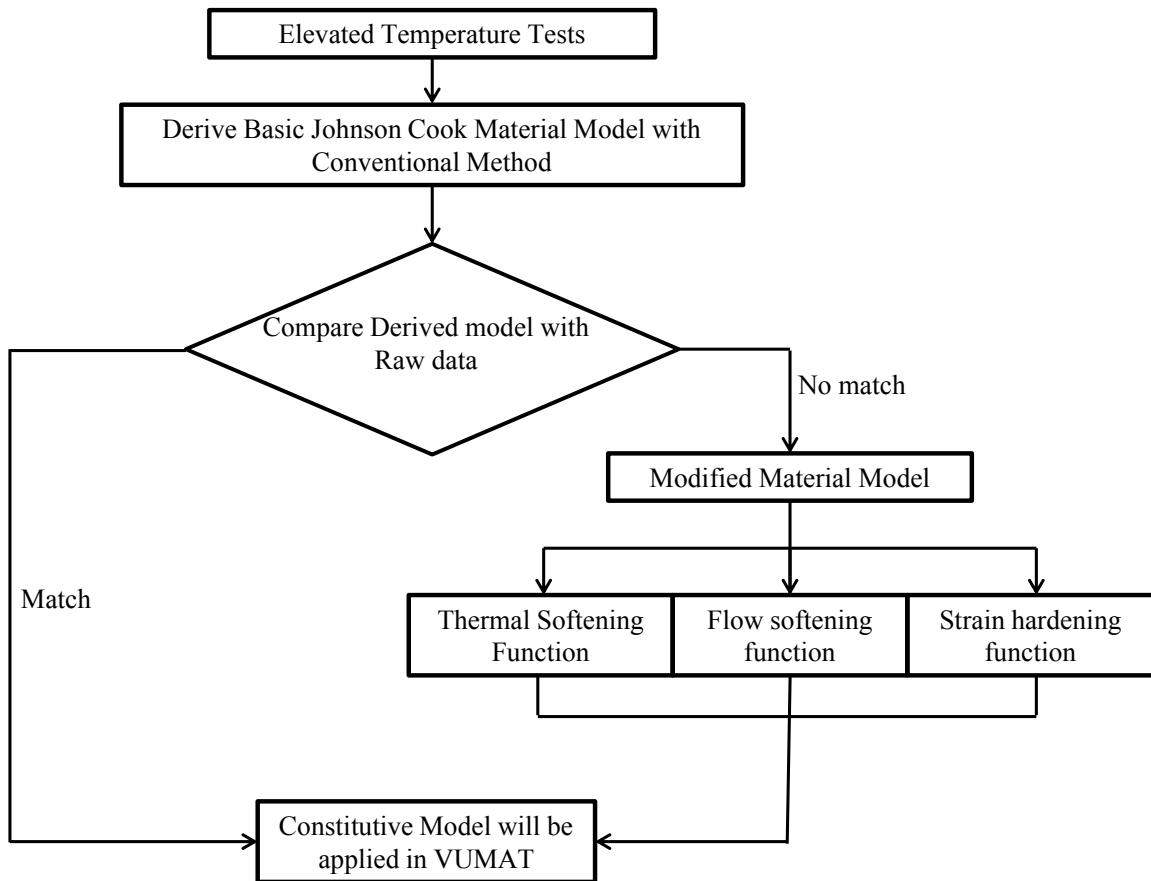 Elevated Temperature Tests
Derive Basic Johnson Cook Material Model with
Conventional Method
Compare Derived model with
Raw data
No match
Modified Material Model
Match
Thermal Softening
Function
Flow softening
function
Strain hardening
function
Constitutive Model will be
applied in VUMAT